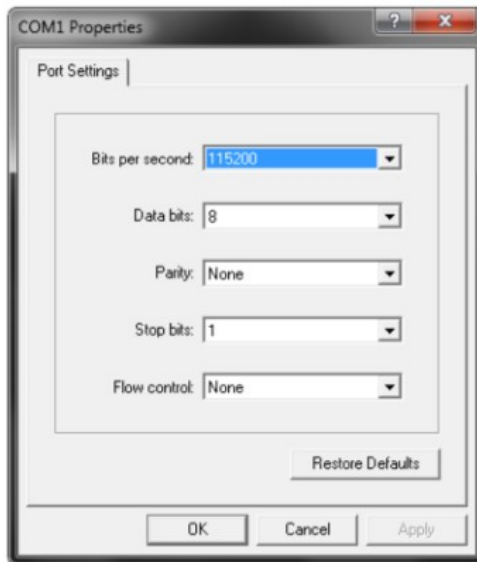 COM1 Properties
Port Settings
Bits per second: 115200
Data bits: 8
Parity: None
Stop bits: 1
Flow control: None
Restore Defaults
OK Cancel Apply